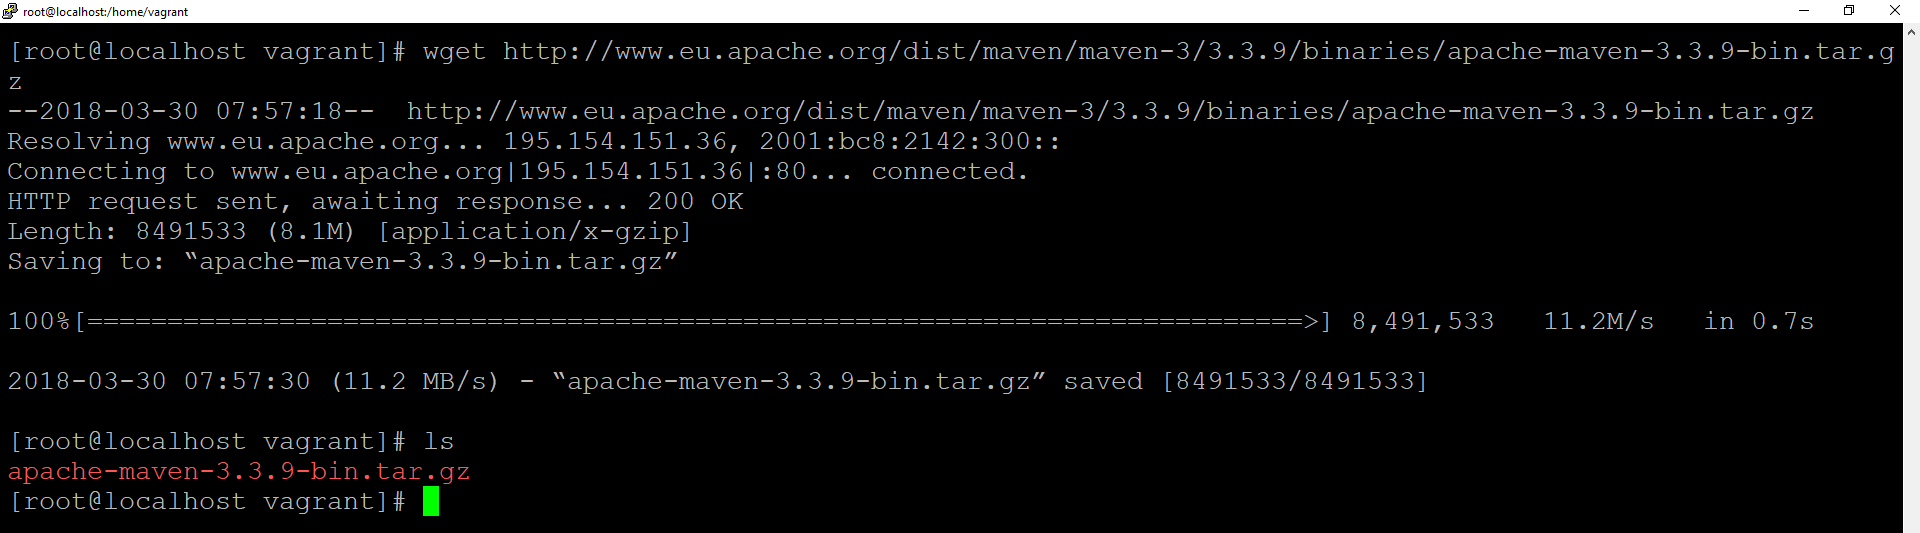 root@localhost:/home/vagrant
[root@localhost vagrant]# wget http://www.eu.apache.org/dist/maven/maven-3/3.3.9/binaries/apache-maven-3.3.9-bin.tar.g
z
--2018-03-30 07:57:18--  http://www.eu.apache.org/dist/maven/maven-3/3.3.9/binaries/apache-maven-3.3.9-bin.tar.gz
Resolving www.eu.apache.org... 195.154.151.36, 2001:bc8:2142:300::
Connecting to www.eu.apache.org|195.154.151.36|:80... connected.
HTTP request sent, awaiting response... 200 OK
Length: 8491533 (8.1M) [application/x-gzip]
Saving to: “apache-maven-3.3.9-bin.tar.gz”
100%[============================================================================>] 8,491,533   11.2M/s   in 0.7s
2018-03-30 07:57:30 (11.2 MB/s) - “apache-maven-3.3.9-bin.tar.gz” saved [8491533/8491533]
[root@localhost vagrant]# ls
apache-maven-3.3.9-bin.tar.gz
[root@localhost vagrant]#